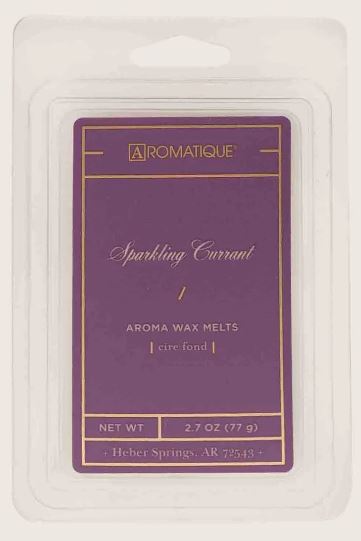 AROMATIQUE®
Sparkling Currant
AROMA WAX MELTS
| cire fond |
NET WT 2.7 OZ (77 g)
· Heber Springs, AR 72543 ·